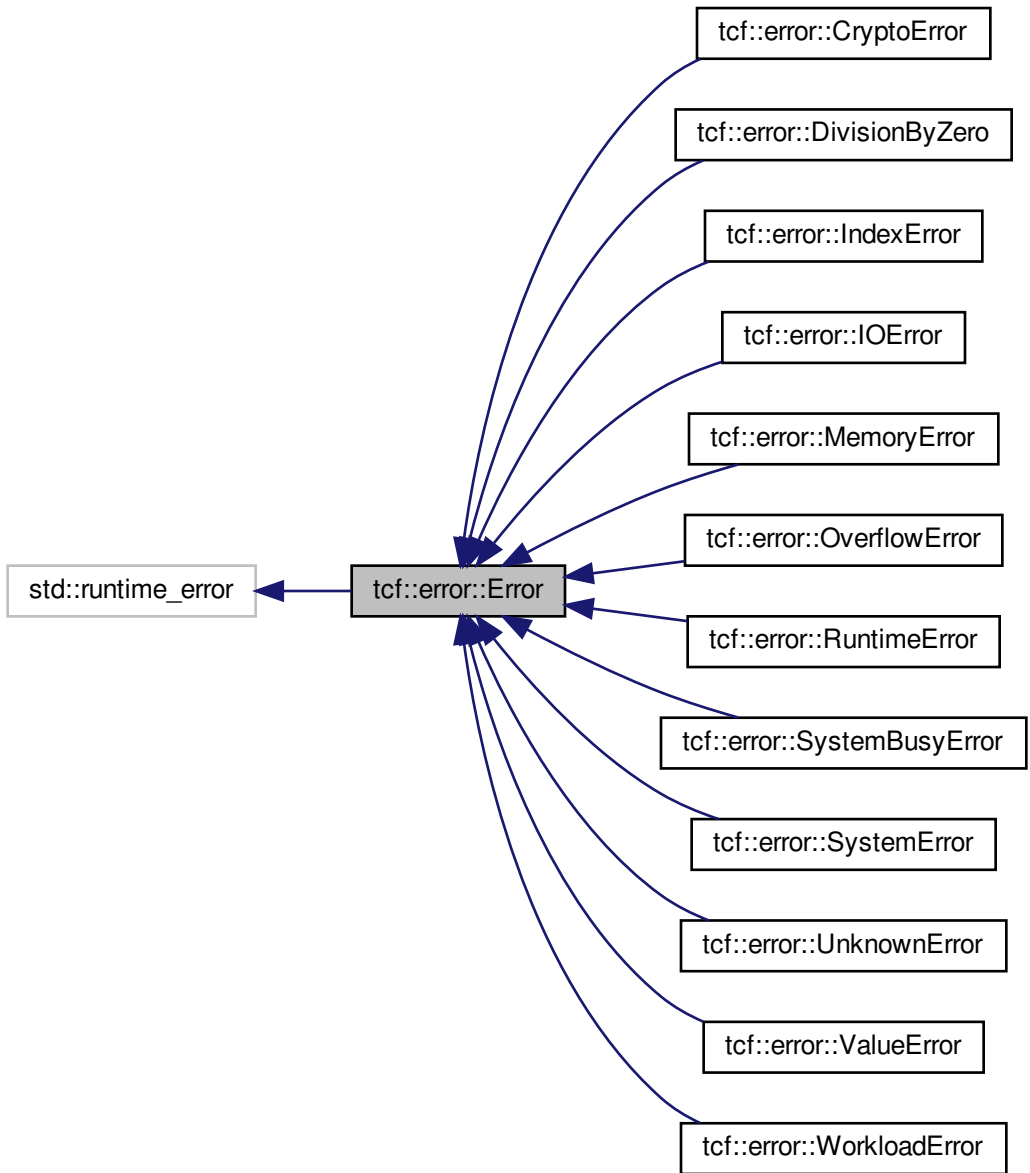 tcf::error::CryptoError
tcf::error::DivisionByZero
tcf::error::IndexError
tcf::error::IOError
tcf::error::MemoryError
tcf::error::OverflowError
std::runtime_error
tcf::error::Error
tcf::error::RuntimeError
tcf::error::SystemBusyError
tcf::error::SystemError
tcf::error::UnknownError
tcf::error::ValueError
tcf::error::WorkloadError